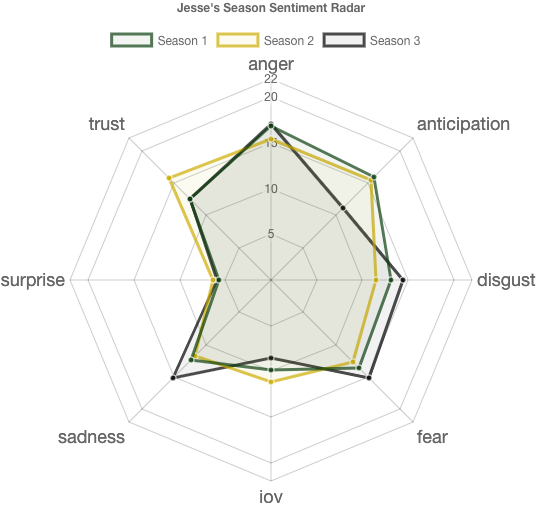 Jesse's Season Sentiment Radar
Season 1 Season 2 Season 3
anger
22
20
15
10
5
trust
anticipation
surprise
disgust
sadness
fear
iov